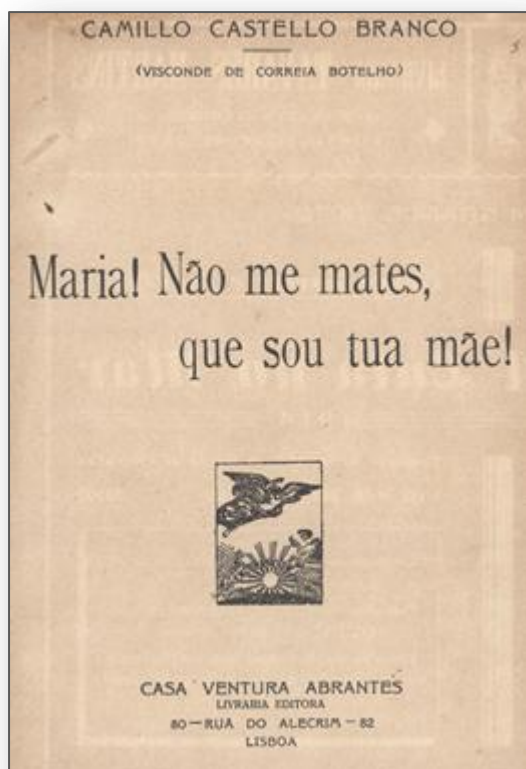 CAMILLO CASTELLO BRANCO
(VISCONDE DE CORREIA BOTELHO)
Maria! Não me mates,
que sou tua mãe!
CASA VENTURA ABRANTES
LIVRARIA EDITORA
80—RUA DO ALECRIM—82
LISBOA